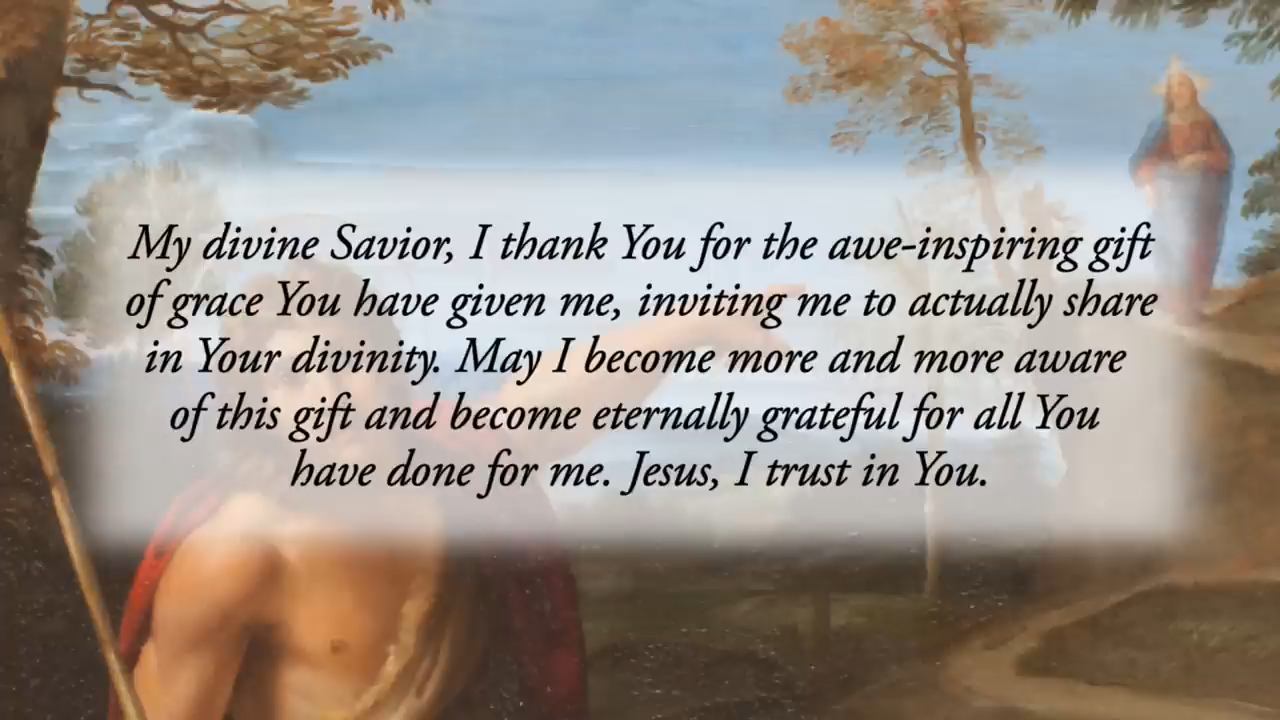 My divine Savior, I thank You for the awe-inspiring gift
of grace You have given me, inviting me to actually share
in Your divinity. May I become more and more aware
of this gift and become eternally grateful for all You
have done for me. Jesus, I trust in You.